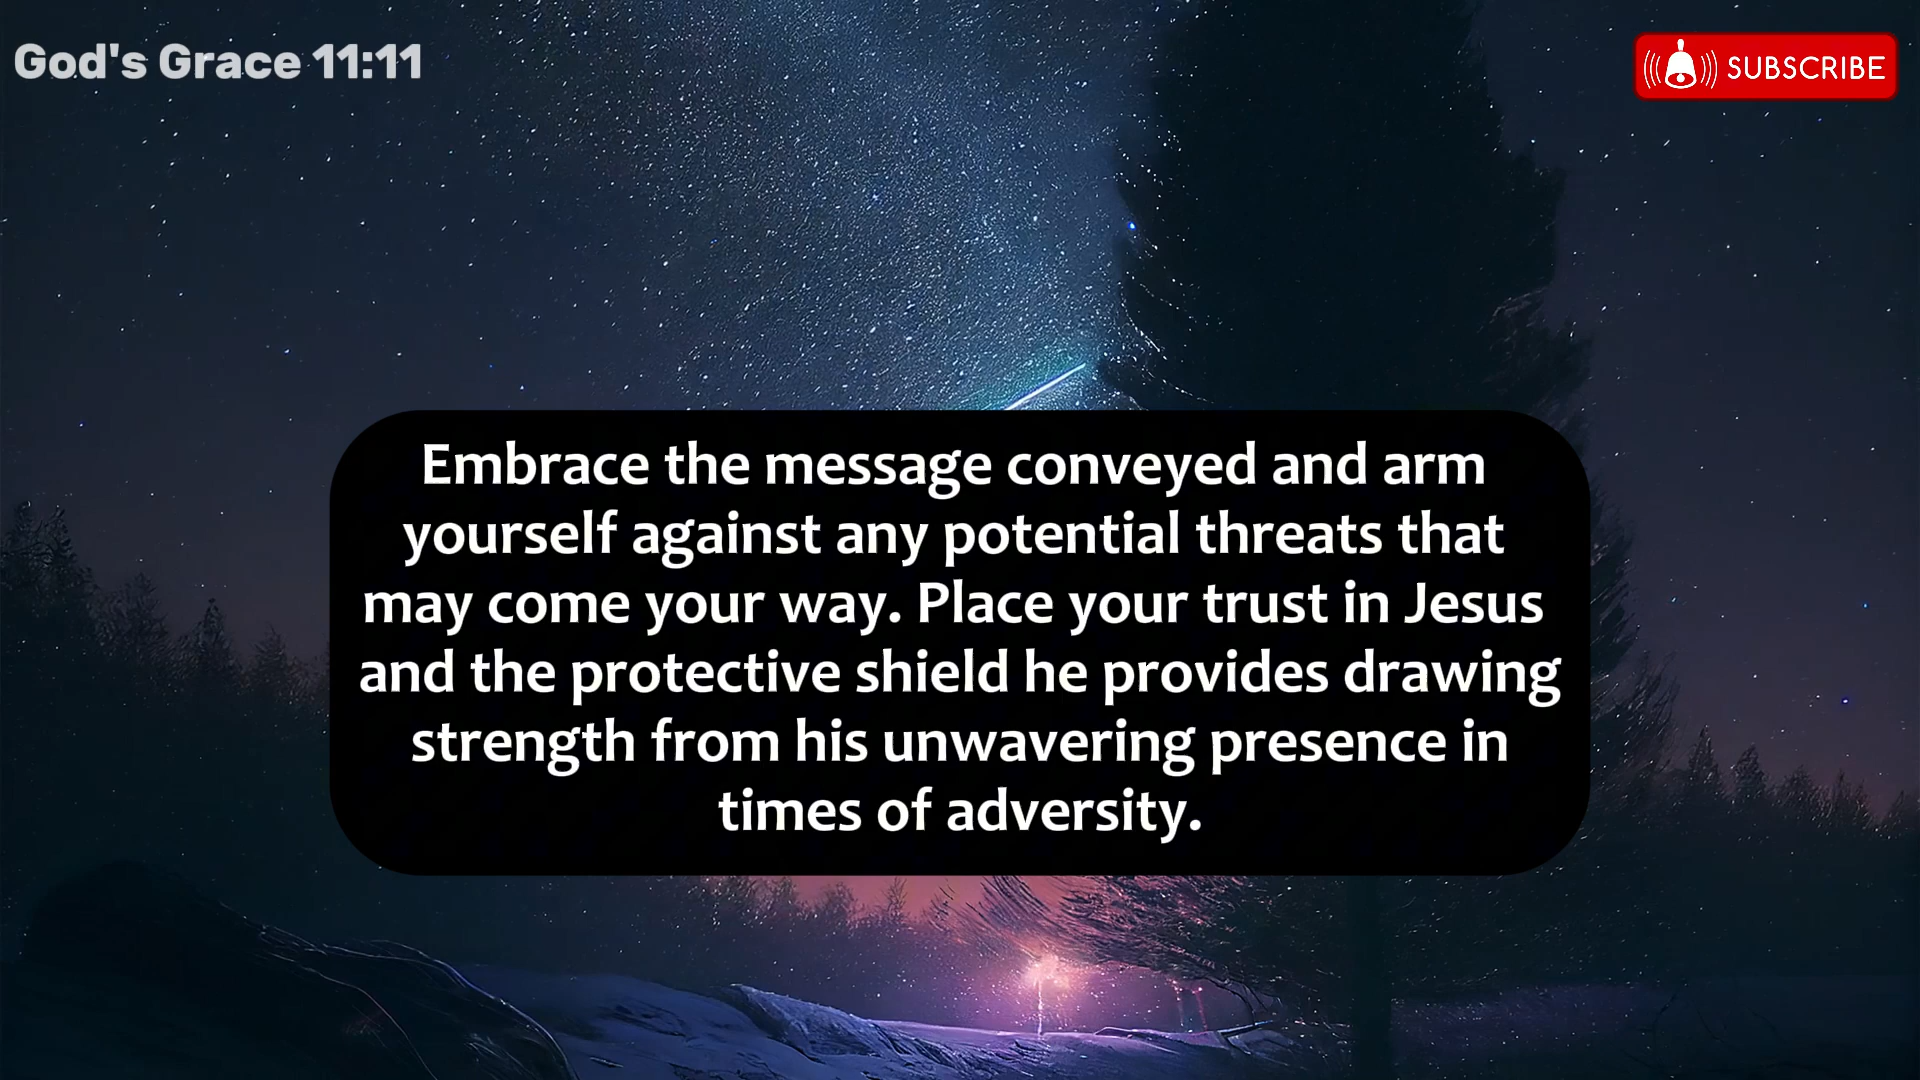 God's Grace 11:11
SUBSCRIBE
Embrace the message conveyed and arm
yourself against any potential threats that
may come your way. Place your trust in Jesus
and the protective shield he provides drawing
strength from his unwavering presence in
times of adversity.